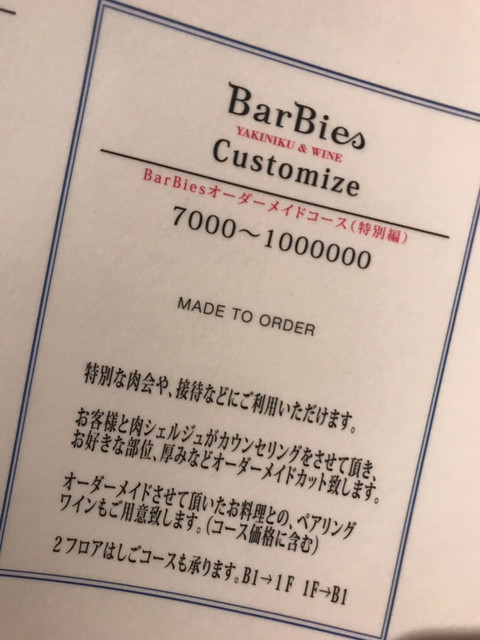 BarBies
YAKINIKU & WINE
Customize
BarBiesオーダーメイドコース(特別編)
7000～1000000
MADE TO ORDER
特別な肉会や、接待などにご利用いただけます。
お客様と肉シェルジュがカウンセリングをさせて頂き、
お好きな部位、厚みなどオーダーメイドカット致します。
オーダーメイドさせて頂いたお料理との、ペアリング
ワインもご用意致します。(コース価格に含む)
2フロアはしごコースも承ります。B1→1F 1F→B1